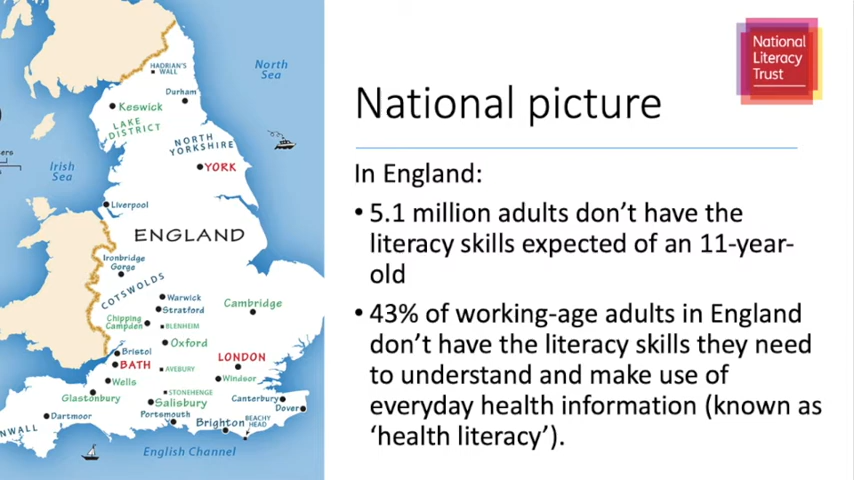 HADRIAN'S
WALL
North
Sea
Durham
Keswick
LAKE
DISTRICT
NORTH
YORKSHIRE
YORK
Irish
Sea
Liverpool
ENGLAND
Ironbridge
Gorge
COTSWOLDS
Warwick
Stratford
Cambridge
Chipping
Campden
BLENHEIM
Oxford
Bristol
LONDON
BATH
AVEBURY
Wells
Windsor
Glastonbury
STONEHENGE
Salisbury
Canterbury
Dover
Dartmoor
Portsmouth
Brighton
BEACHY
HEAD
NWALL
English Channel
National
Literacy
Trust
National picture
In England:
• 5.1 million adults don't have the
literacy skills expected of an 11-year-
old
• 43% of working-age adults in England
don't have the literacy skills they need
to understand and make use of
everyday health information (known as
'health literacy').